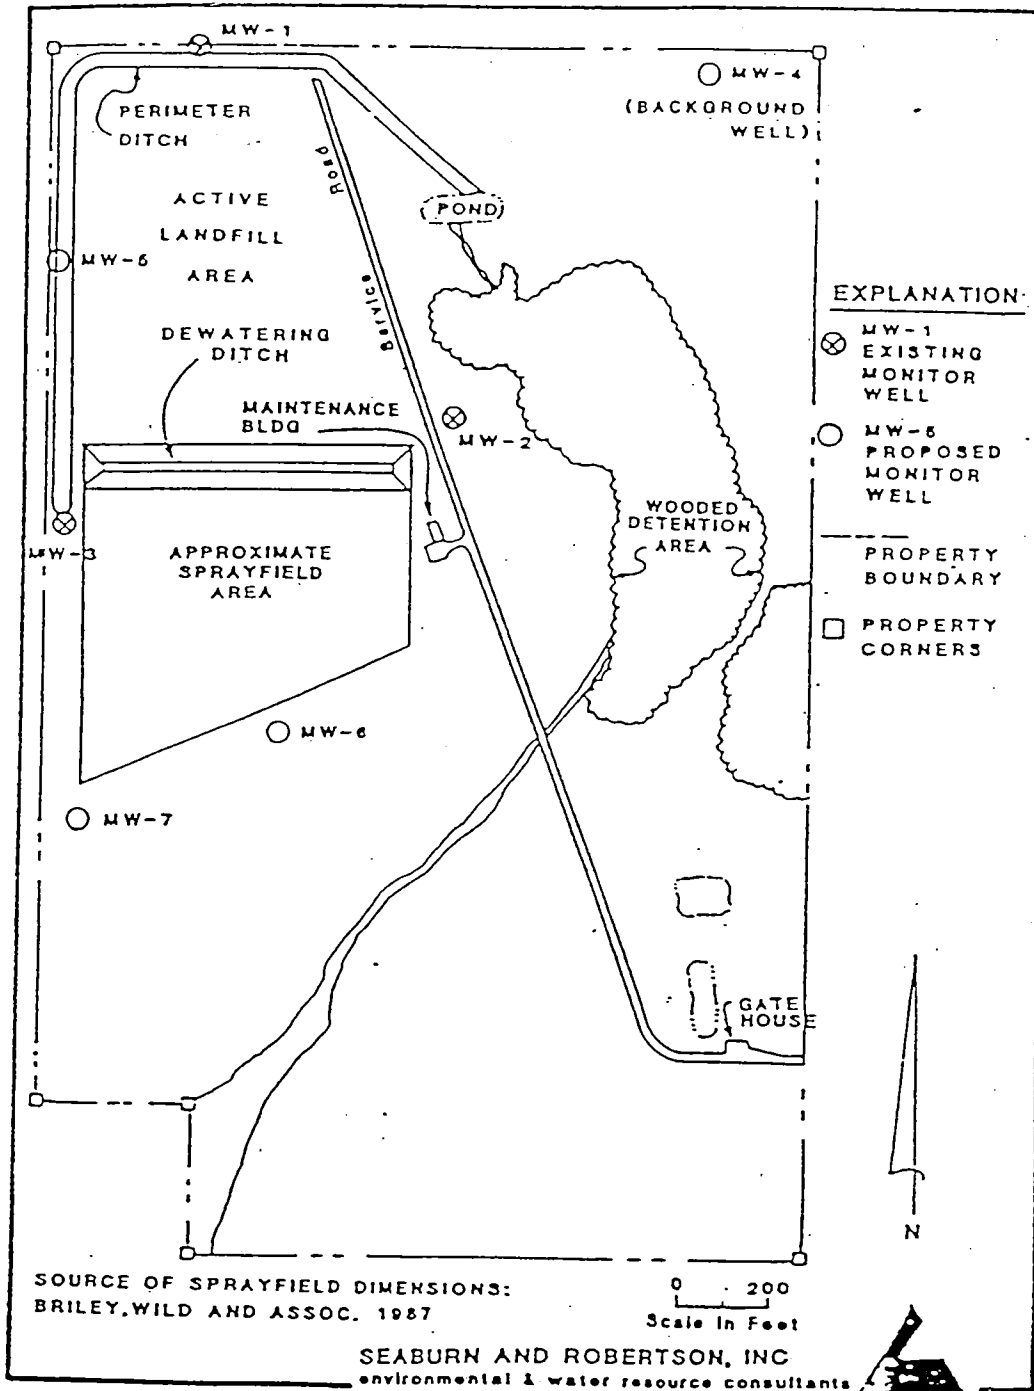 MW-1
MW-4
(BACKGROUND
WELL)
PERIMETER
DITCH
Road
POND
ACTIVE
LANDFILL
AREA
MW-5
Service
EXPLANATION
MW-1
EXISTING
MONITOR
WELL
DEWATERING
DITCH
MAINTENANCE
BLDG
MW-2
MW-5
PROPOSED
MONITOR
WELL
WOODED
DETENTION
AREA
MW-3
APPROXIMATE
SPRAYFIELD
AREA
PROPERTY
BOUNDARY
PROPERTY
CORNERS
MW-6
MW-7
GATE
HOUSE
N
SOURCE OF SPRAYFIELD DIMENSIONS:
BRILEY, WILD AND ASSOC. 1987
0 200
Scale In Feet
SEABURN AND ROBERTSON, INC
environmental & water resource consultants